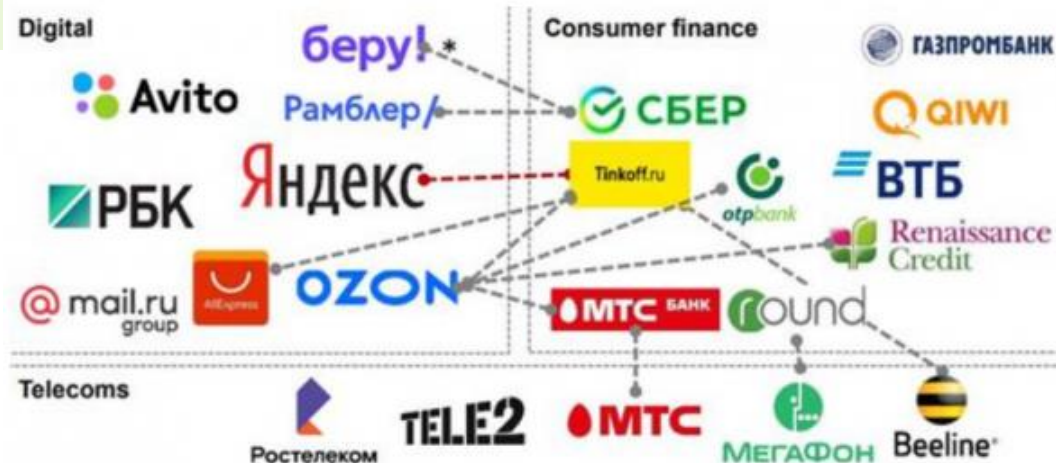 Digital
беру! *
Avito
Рамблер/
РБК
Яндекс
@ mail.ru
group
AliExpress
OZON
Consumer finance
ГАЗПРОМБАНК
СБЕР
QIWI
Tinkoff.ru
otpbank
ВТБ
Renaissance
Credit
МТС БАНК
round
Telecoms
Ростелеком
TELE2
МТС
МЕГАФОН
Beeline®